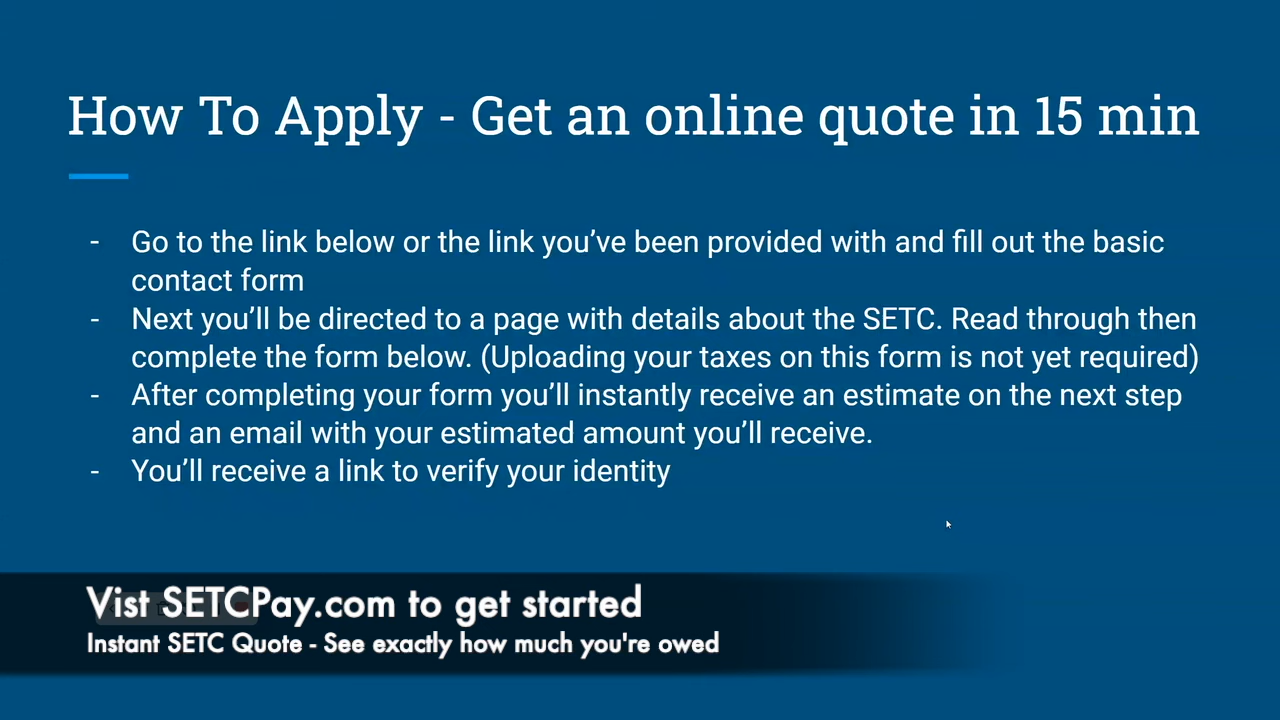 How To Apply - Get an online quote in 15 min
- Go to the link below or the link you’ve been provided with and fill out the basic
contact form
- Next you’ll be directed to a page with details about the SETC. Read through then
complete the form below. (Uploading your taxes on this form is not yet required)
- After completing your form you’ll instantly receive an estimate on the next step
and an email with your estimated amount you’ll receive.
- You’ll receive a link to verify your identity
Vist SETCPay.com to get started
Instant SETC Quote - See exactly how much you're owed